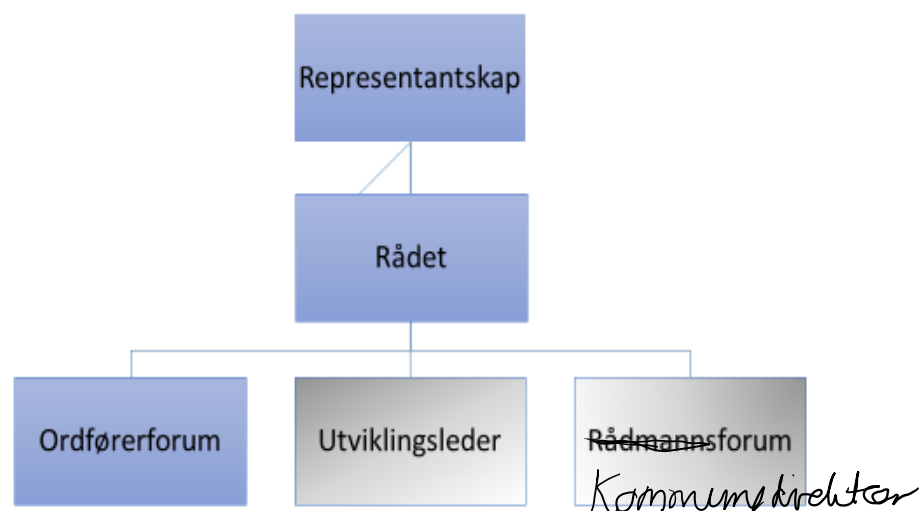 Representantskap
Rådet
Ordførerforum
Utviklingsleder
Rådmannsforum
Kommunedirektør